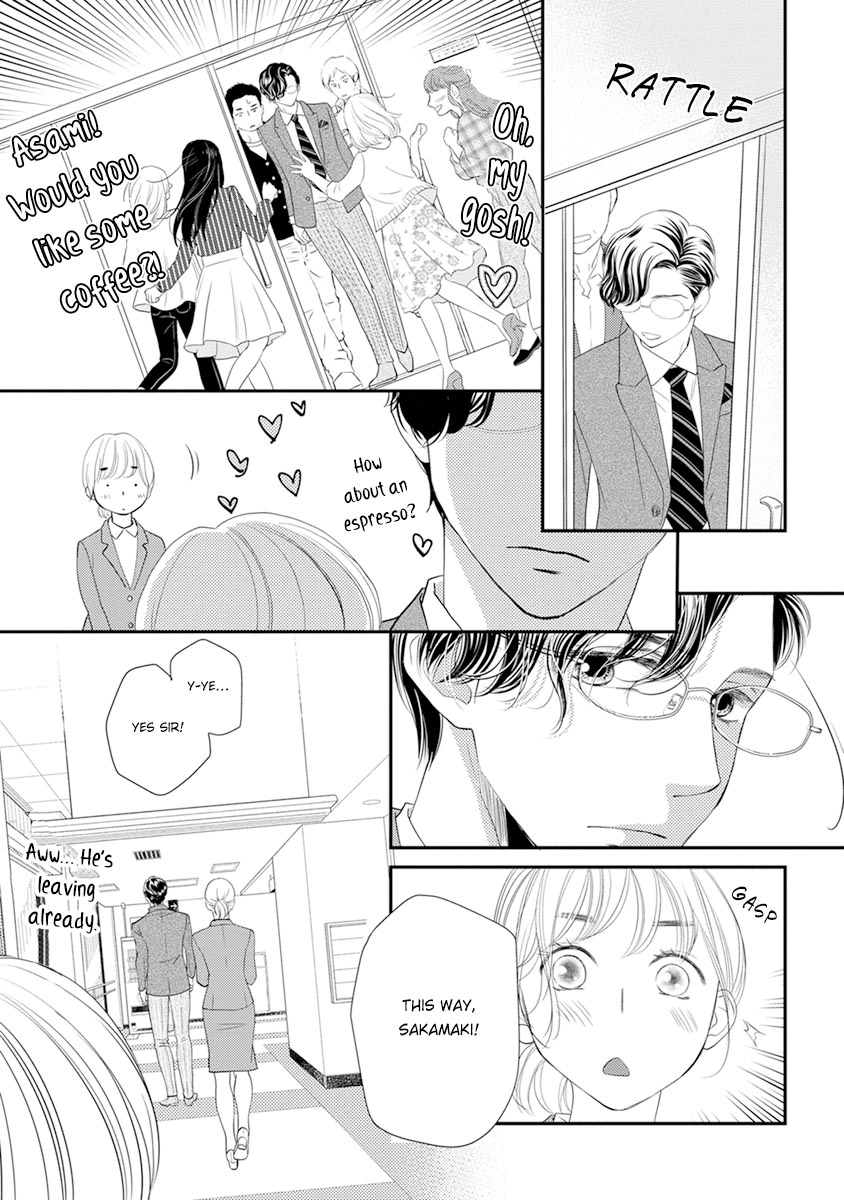 RATTLE
Oh,
my
gosh!
Asami!
Would you
like some
coffee?!
How
about an
espresso?
GASP
THIS WAY,
SAKAMAKI!
Y-YE...
YES SIR!
Aww... He's
leaving
already.